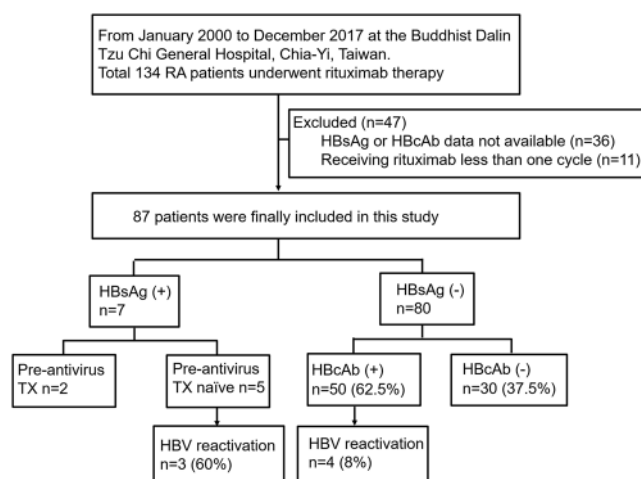 From January 2000 to December 2017 at the Buddhist Dalin
Tzu Chi General Hospital, Chia-Yi, Taiwan.
Total 134 RA patients underwent rituximab therapy
Excluded (n=47)
HBsAg or HBcAb data not available (n=36)
Receiving rituximab less than one cycle (n=11)
87 patients were finally included in this study
HBsAg (+)
n=7
HBsAg (-)
n=80
Pre-antivirus
TX n=2
Pre-antivirus
TX naïve n=5
HBcAb (+)
n=50 (62.5%)
HBcAb (-)
n=30 (37.5%)
HBV reactivation
n=3 (60%)
HBV reactivation
n=4 (8%)